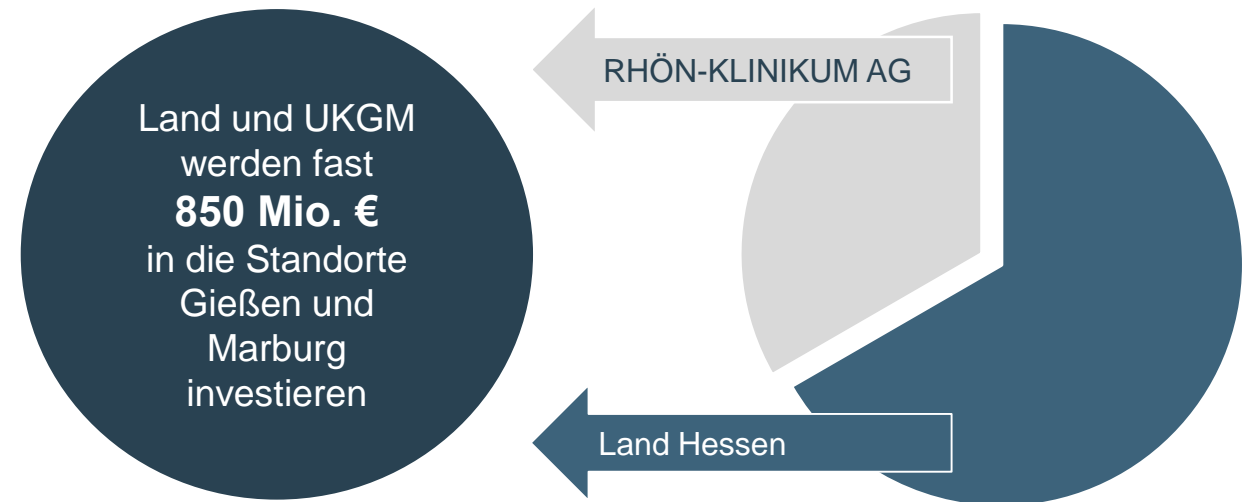 Land und UKGM
werden fast
850 Mio. €
in die Standorte
Gießen und
Marburg
investieren
RHÖN-KLINIKUM AG
Land Hessen